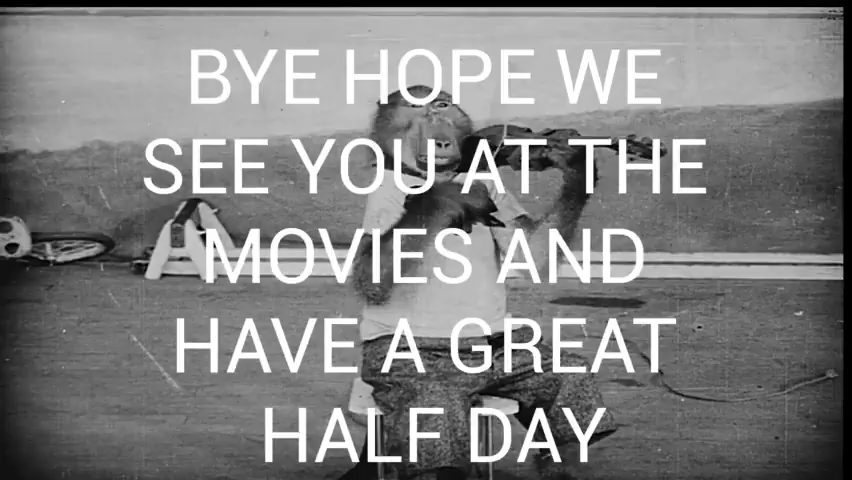 BYE HOPE WE
SEE YOU AT THE
MOVIES AND
HAVE A GREAT
HALF DAY